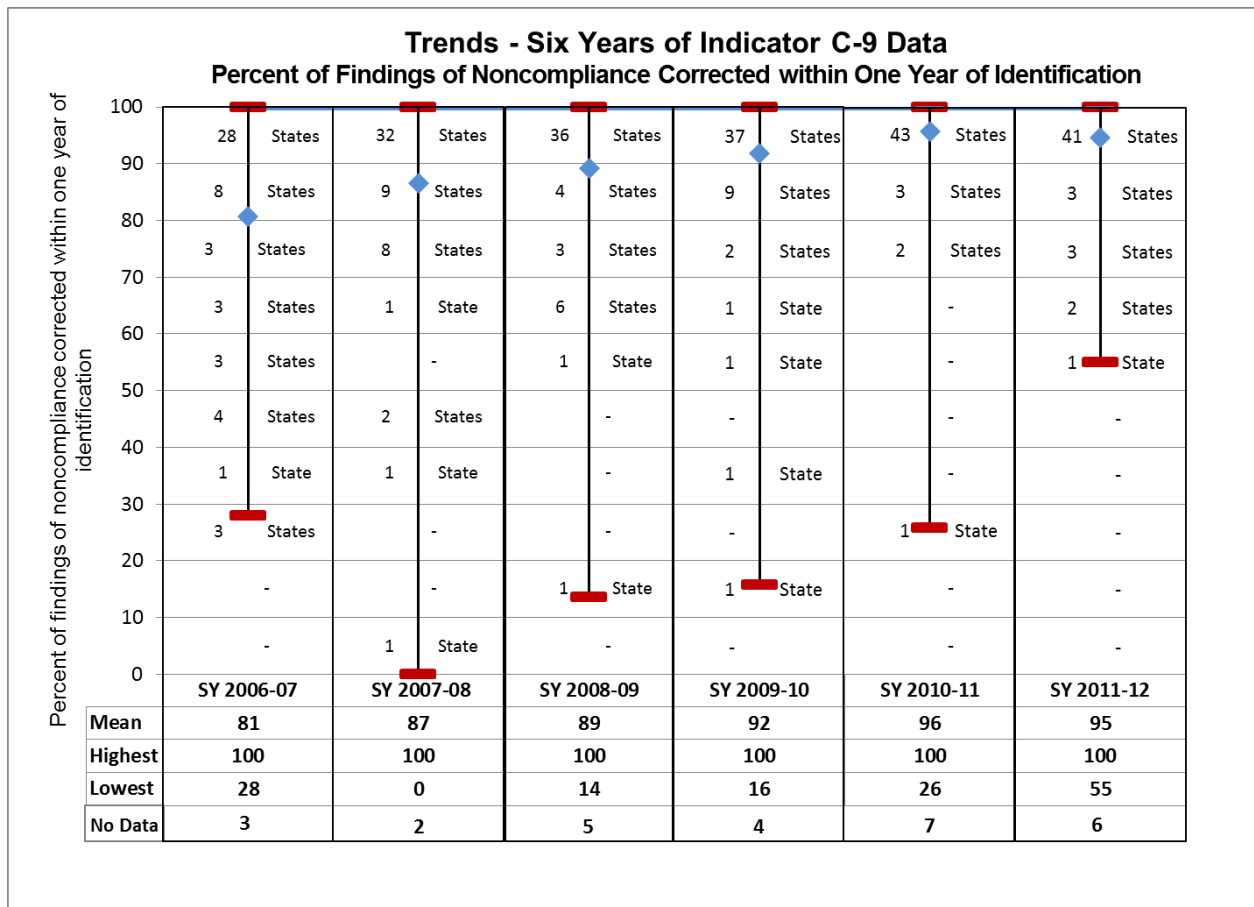 Trends - Six Years of Indicator C-9 Data
Percent of Findings of Noncompliance Corrected within One Year of Identification
Percent of findings of noncompliance corrected within one year of
identification
100
28 States 32 States 36 States 37 States 43 States 41 States
90
8 States 9 States 4 States 9 States 3 States 3 States
80
3 States 8 States 3 States 2 States 2 States 3 States
70
3 States 1 State 6 States 1 State - 2 States
60
3 States - 1 State 1 State - 1 State
50
4 States 2 States - - - -
40
1 State 1 State - 1 State - -
30
3 States - - - 1 State -
20
- - 1 State 1 State - -
10
- 1 State - - - -
0
SY 2006-07 SY 2007-08 SY 2008-09 SY 2009-10 SY 2010-11 SY 2011-12
Mean 81 87 89 92 96 95
Highest 100 100 100 100 100 100
Lowest 28 0 14 16 26 55
No Data 3 2 5 4 7 6